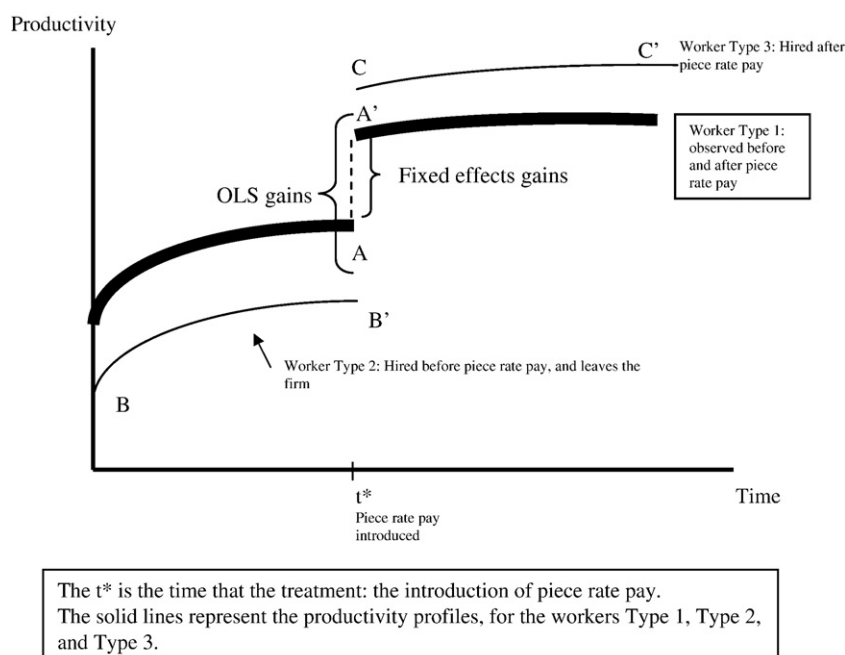 Productivity
C
C’
Worker Type 3: Hired after
piece rate pay
A’
Worker Type 1:
observed before
and after piece
rate pay
OLS gains
Fixed effects gains
A
B’
Worker Type 2: Hired before piece rate pay, and leaves the
firm
B
t*
Time
Piece rate pay
introduced
The t* is the time that the treatment: the introduction of piece rate pay.
The solid lines represent the productivity profiles, for the workers Type 1, Type 2,
and Type 3.